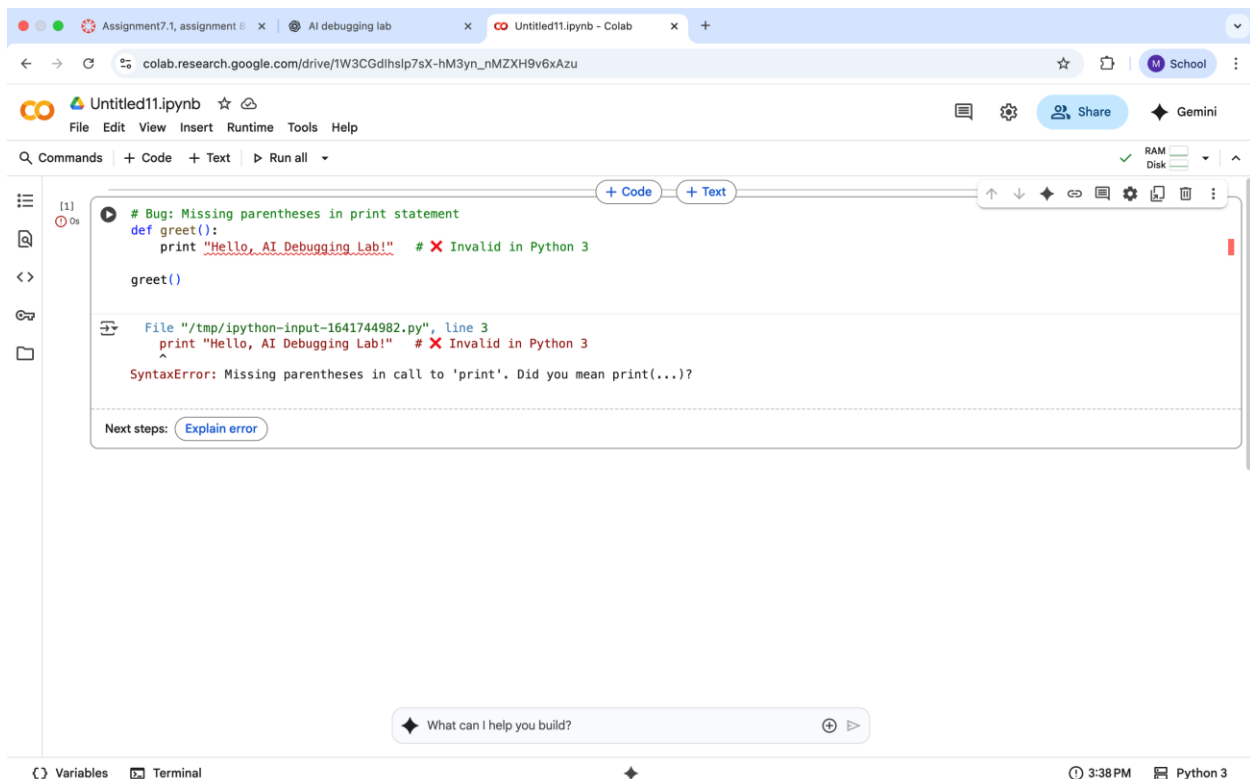 Assignment7.1, assignment 8
AI debugging lab
Untitled11.ipynb - Colab
colab.research.google.com/drive/1W3CGdlhslp7sX-hM3yn_nMZXH9v6xAzu
M School
CO Untitled11.ipynb
File Edit View Insert Runtime Tools Help
Share
Gemini
Commands + Code + Text Run all
RAM
Disk
+ Code + Text
[1]
0s
# Bug: Missing parentheses in print statement
def greet():
    print "Hello, AI Debugging Lab!"   # ❌ Invalid in Python 3
greet()
File "/tmp/ipython-input-1641744982.py", line 3
    print "Hello, AI Debugging Lab!"   # ❌ Invalid in Python 3
    ^
SyntaxError: Missing parentheses in call to 'print'. Did you mean print(...)?
Next steps: Explain error
What can I help you build?
{} Variables Terminal
3:38 PM Python 3